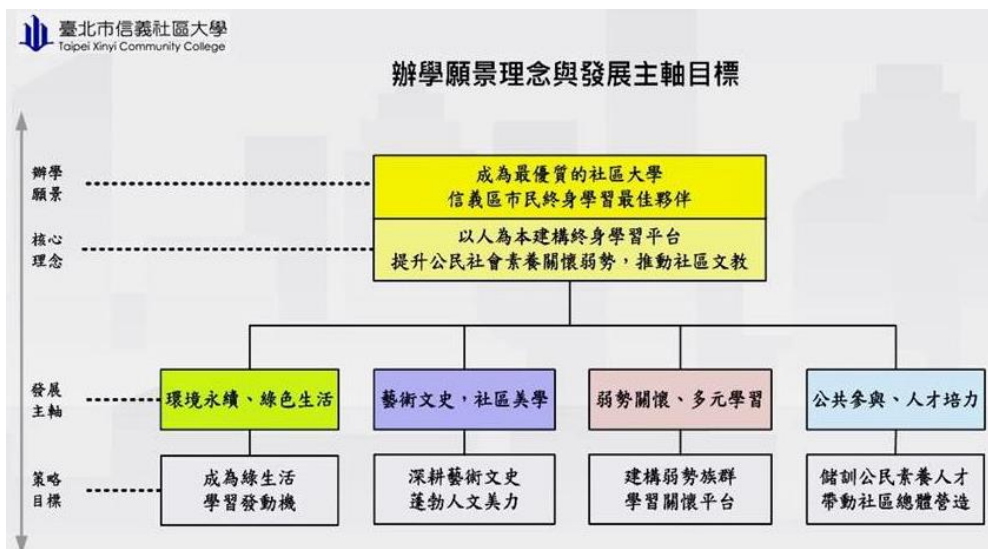 臺北市信義社區大學
Taipei Xinyi Community College
辦學願景理念與發展主軸目標
辦學
願景
成為最優質的社區大學
信義區市民終身學習最佳夥伴
核心
理念
以人為本建構終身學習平台
提升公民社會素養關懷弱勢，推動社區文教
發展
主軸
環境永續、綠色生活
藝術文史，社區美學
弱勢關懷、多元學習
公共參與、人才培力
策略
目標
成為綠生活
學習發動機
深耕藝術文史
蓬勃人文美力
建構弱勢族群
學習關懷平台
儲訓公民素養人才
帶動社區總體營造